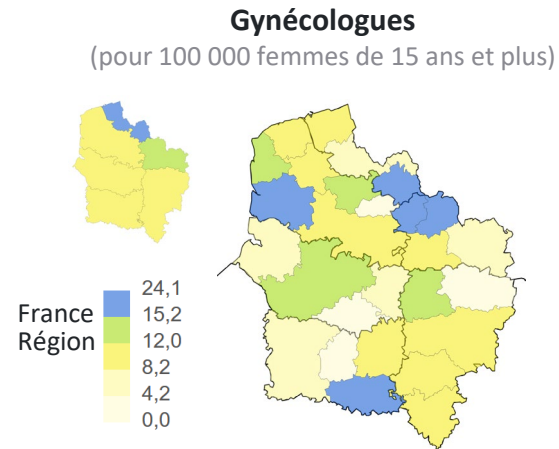 Gynécologues
(pour 100 000 femmes de 15 ans et plus)
24,1
France 15,2
Région 12,0
8,2
4,2
0,0